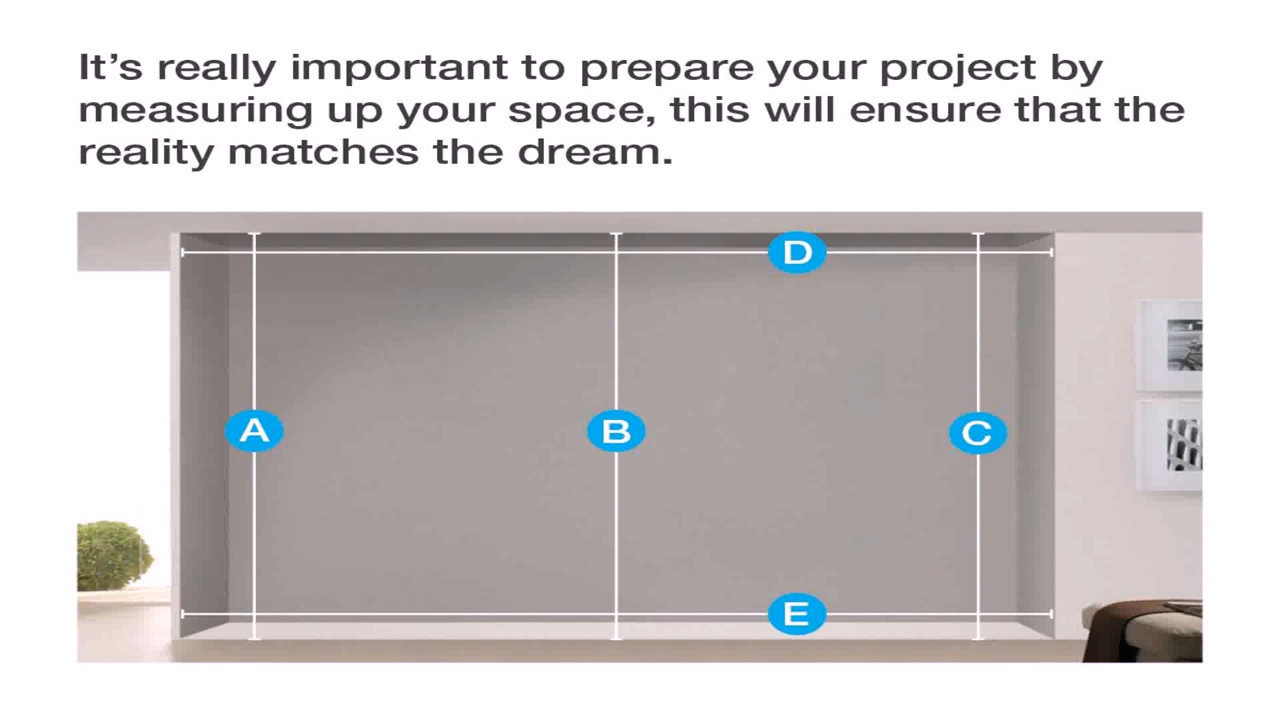 It's really important to prepare your project by
measuring up your space, this will ensure that the
reality matches the dream.
D
A
B
C
E